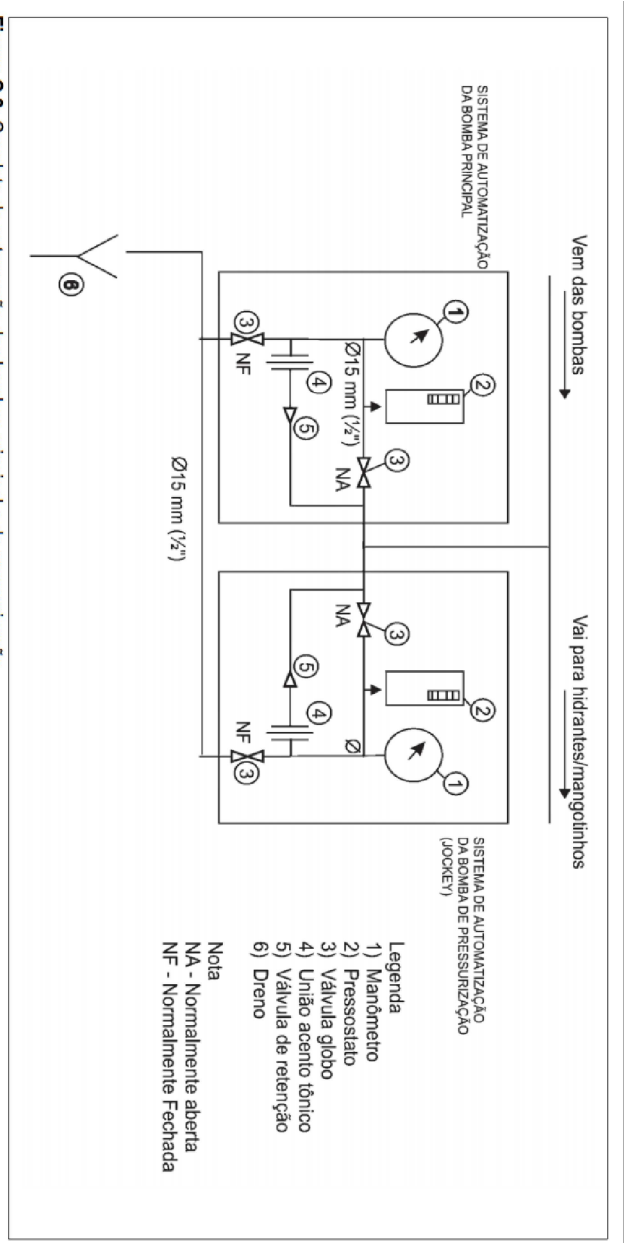 Vem das bombas
Vai para hidrantes/mangotinhos
SISTEMA DE AUTOMATIZAÇÃO
DA BOMBA PRINCIPAL
1
2
3
Ø15 mm (½")
NA
3
NF
4
5
SISTEMA DE AUTOMATIZAÇÃO
DA BOMBA DE PRESSURIZAÇÃO
(JOCKEY)
3
NA
2
1
Ø
5
4
NF
3
Ø15 mm (½")
6
Legenda
1) Manômetro
2) Pressostato
3) Válvula globo
4) União acento tônico
5) Válvula de retenção
6) Dreno
Nota
NA - Normalmente aberta
NF - Normalmente Fechada